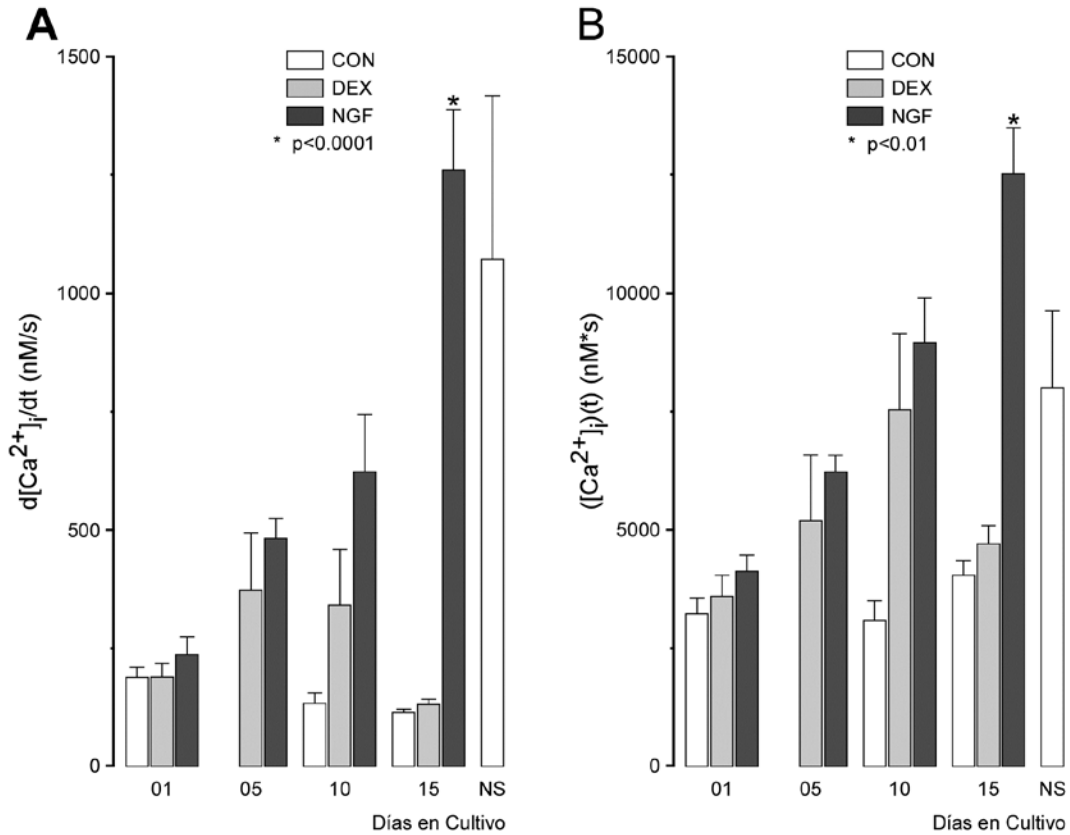 A
1500
1000
500
0
d[Ca2+]i/dt (nM/s)
CON
DEX
NGF
* p<0.0001
*
01 05 10 15 NS
Días en Cultivo
B
15000
10000
5000
0
([Ca2+]i)(t) (nM*s)
CON
DEX
NGF
* p<0.01
*
01 05 10 15 NS
Días en Cultivo